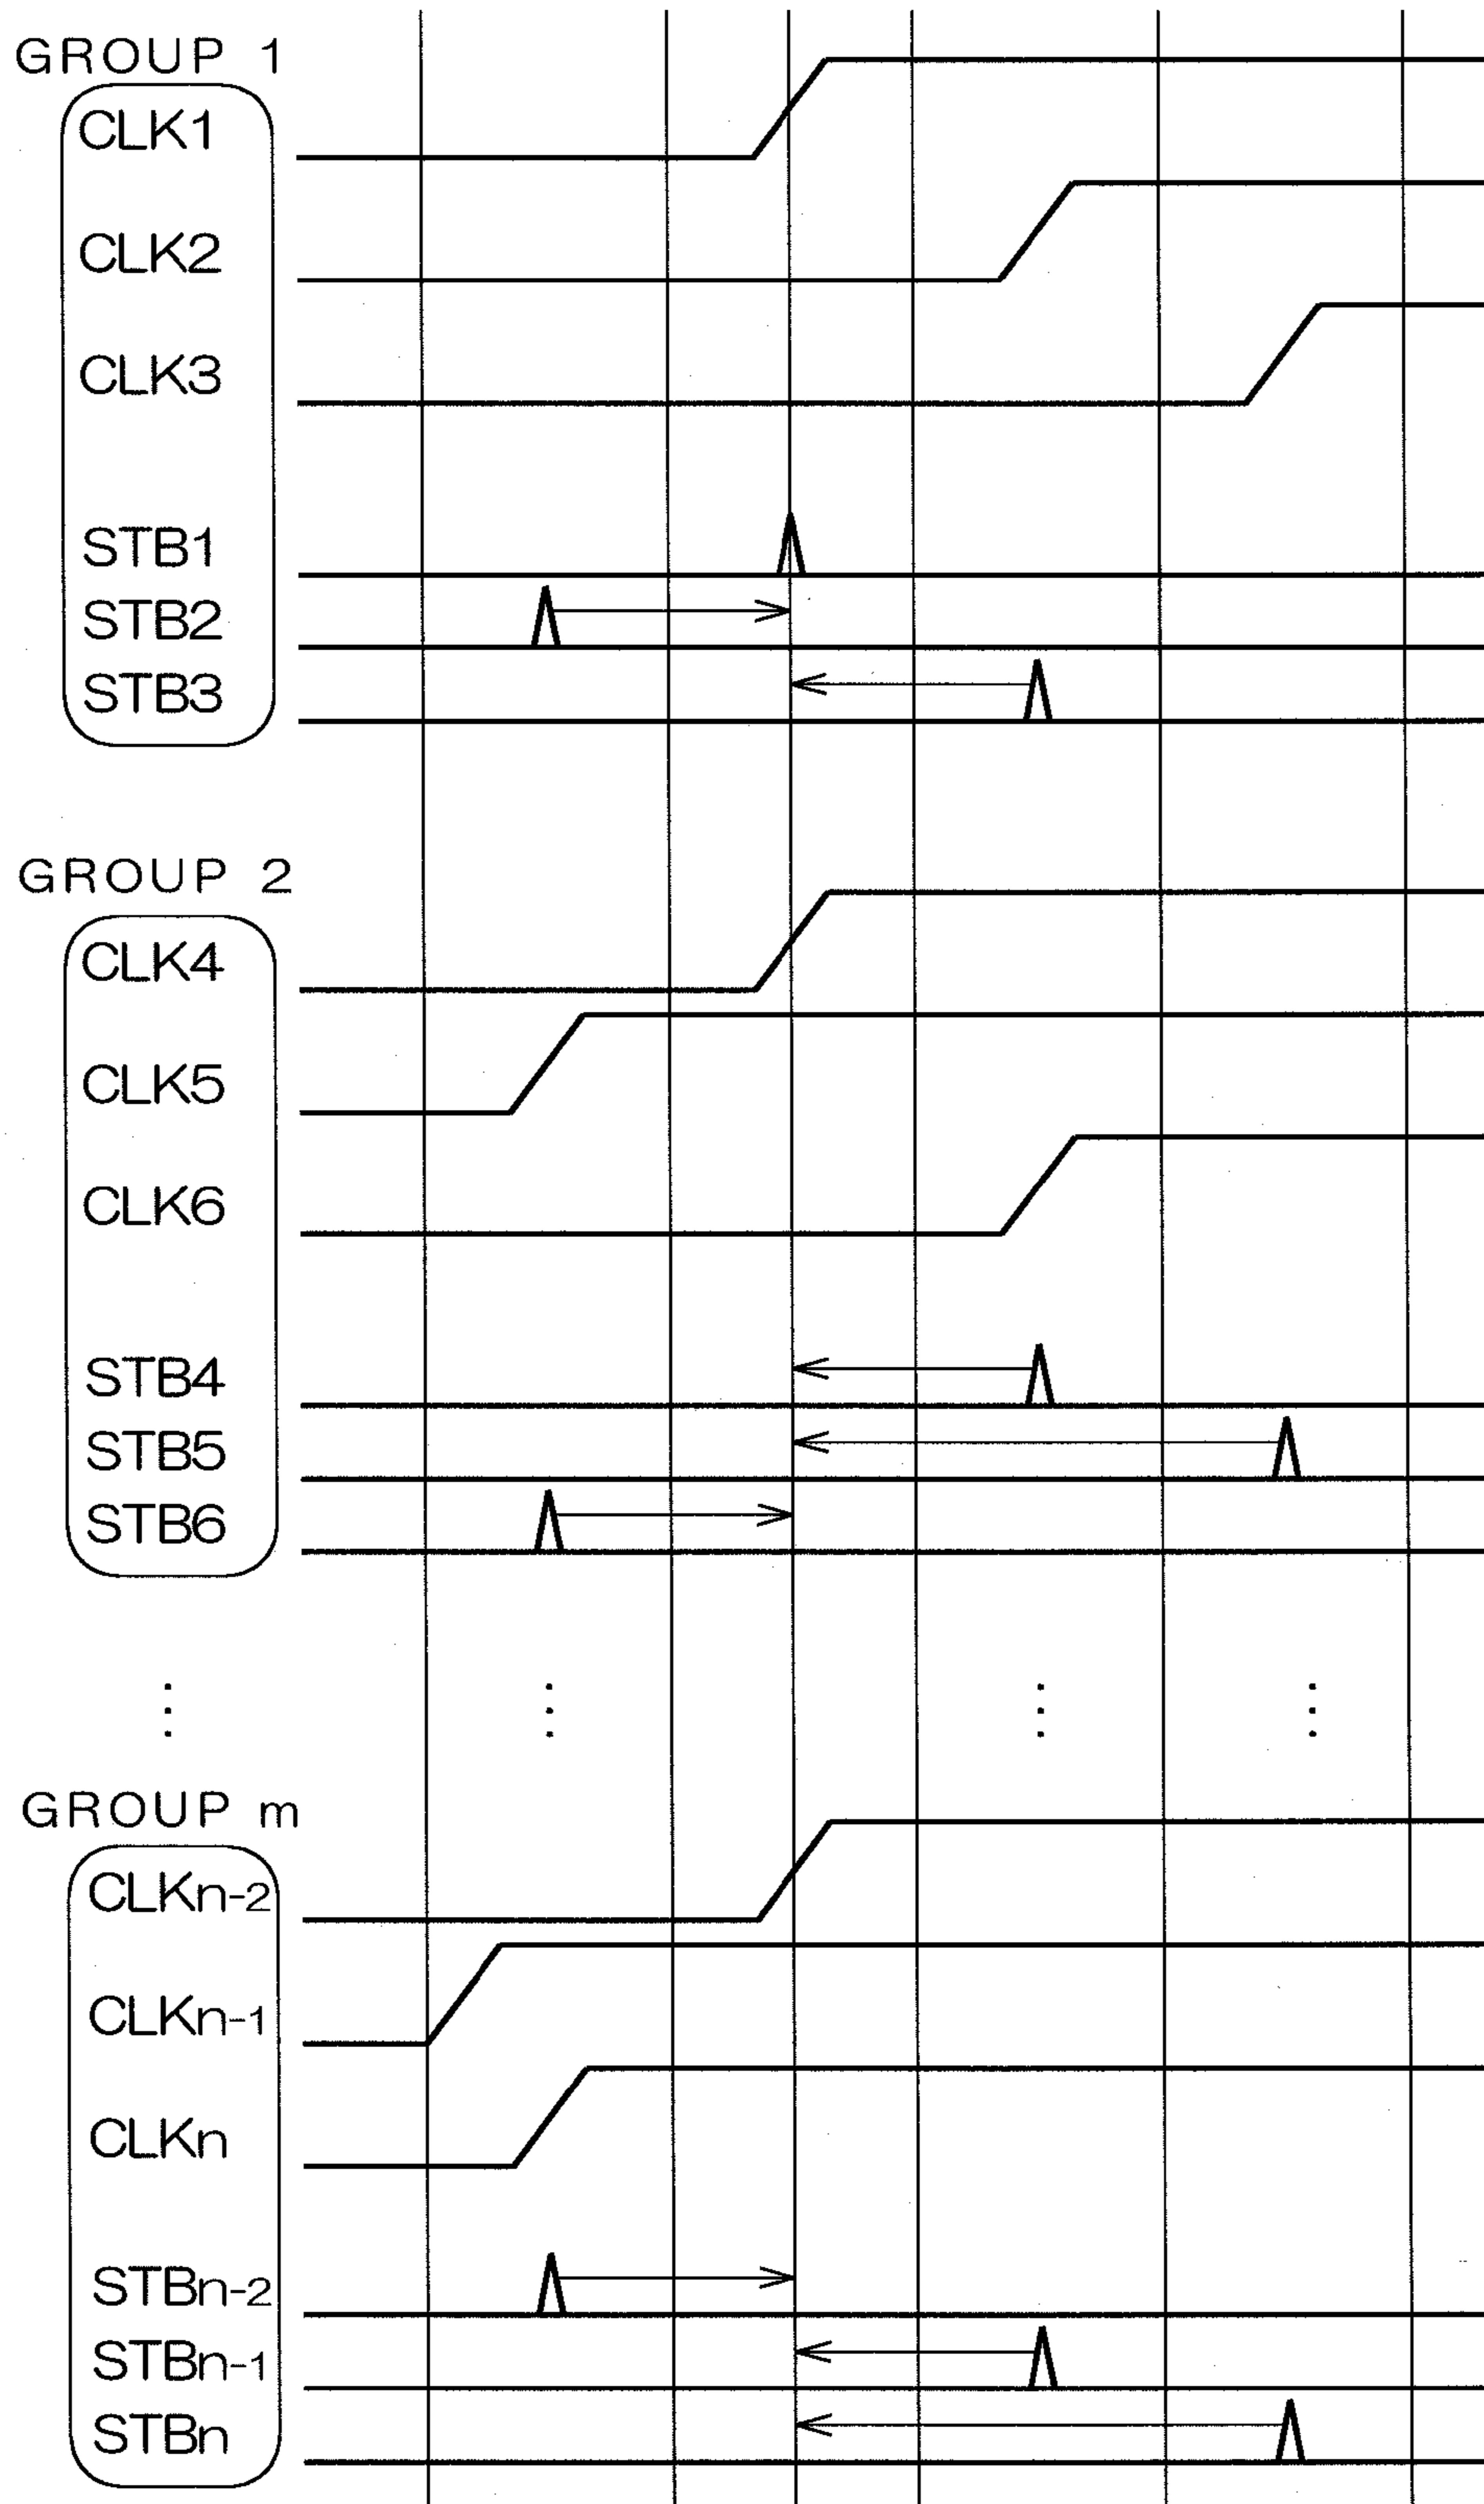 GROUP 1
CLK1
CLK2
CLK3
STB1
STB2
STB3
GROUP 2
CLK4
CLK5
CLK6
STB4
STB5
STB6
GROUP m
CLKn-2
CLKn-1
CLKn
STBn-2
STBn-1
STBn